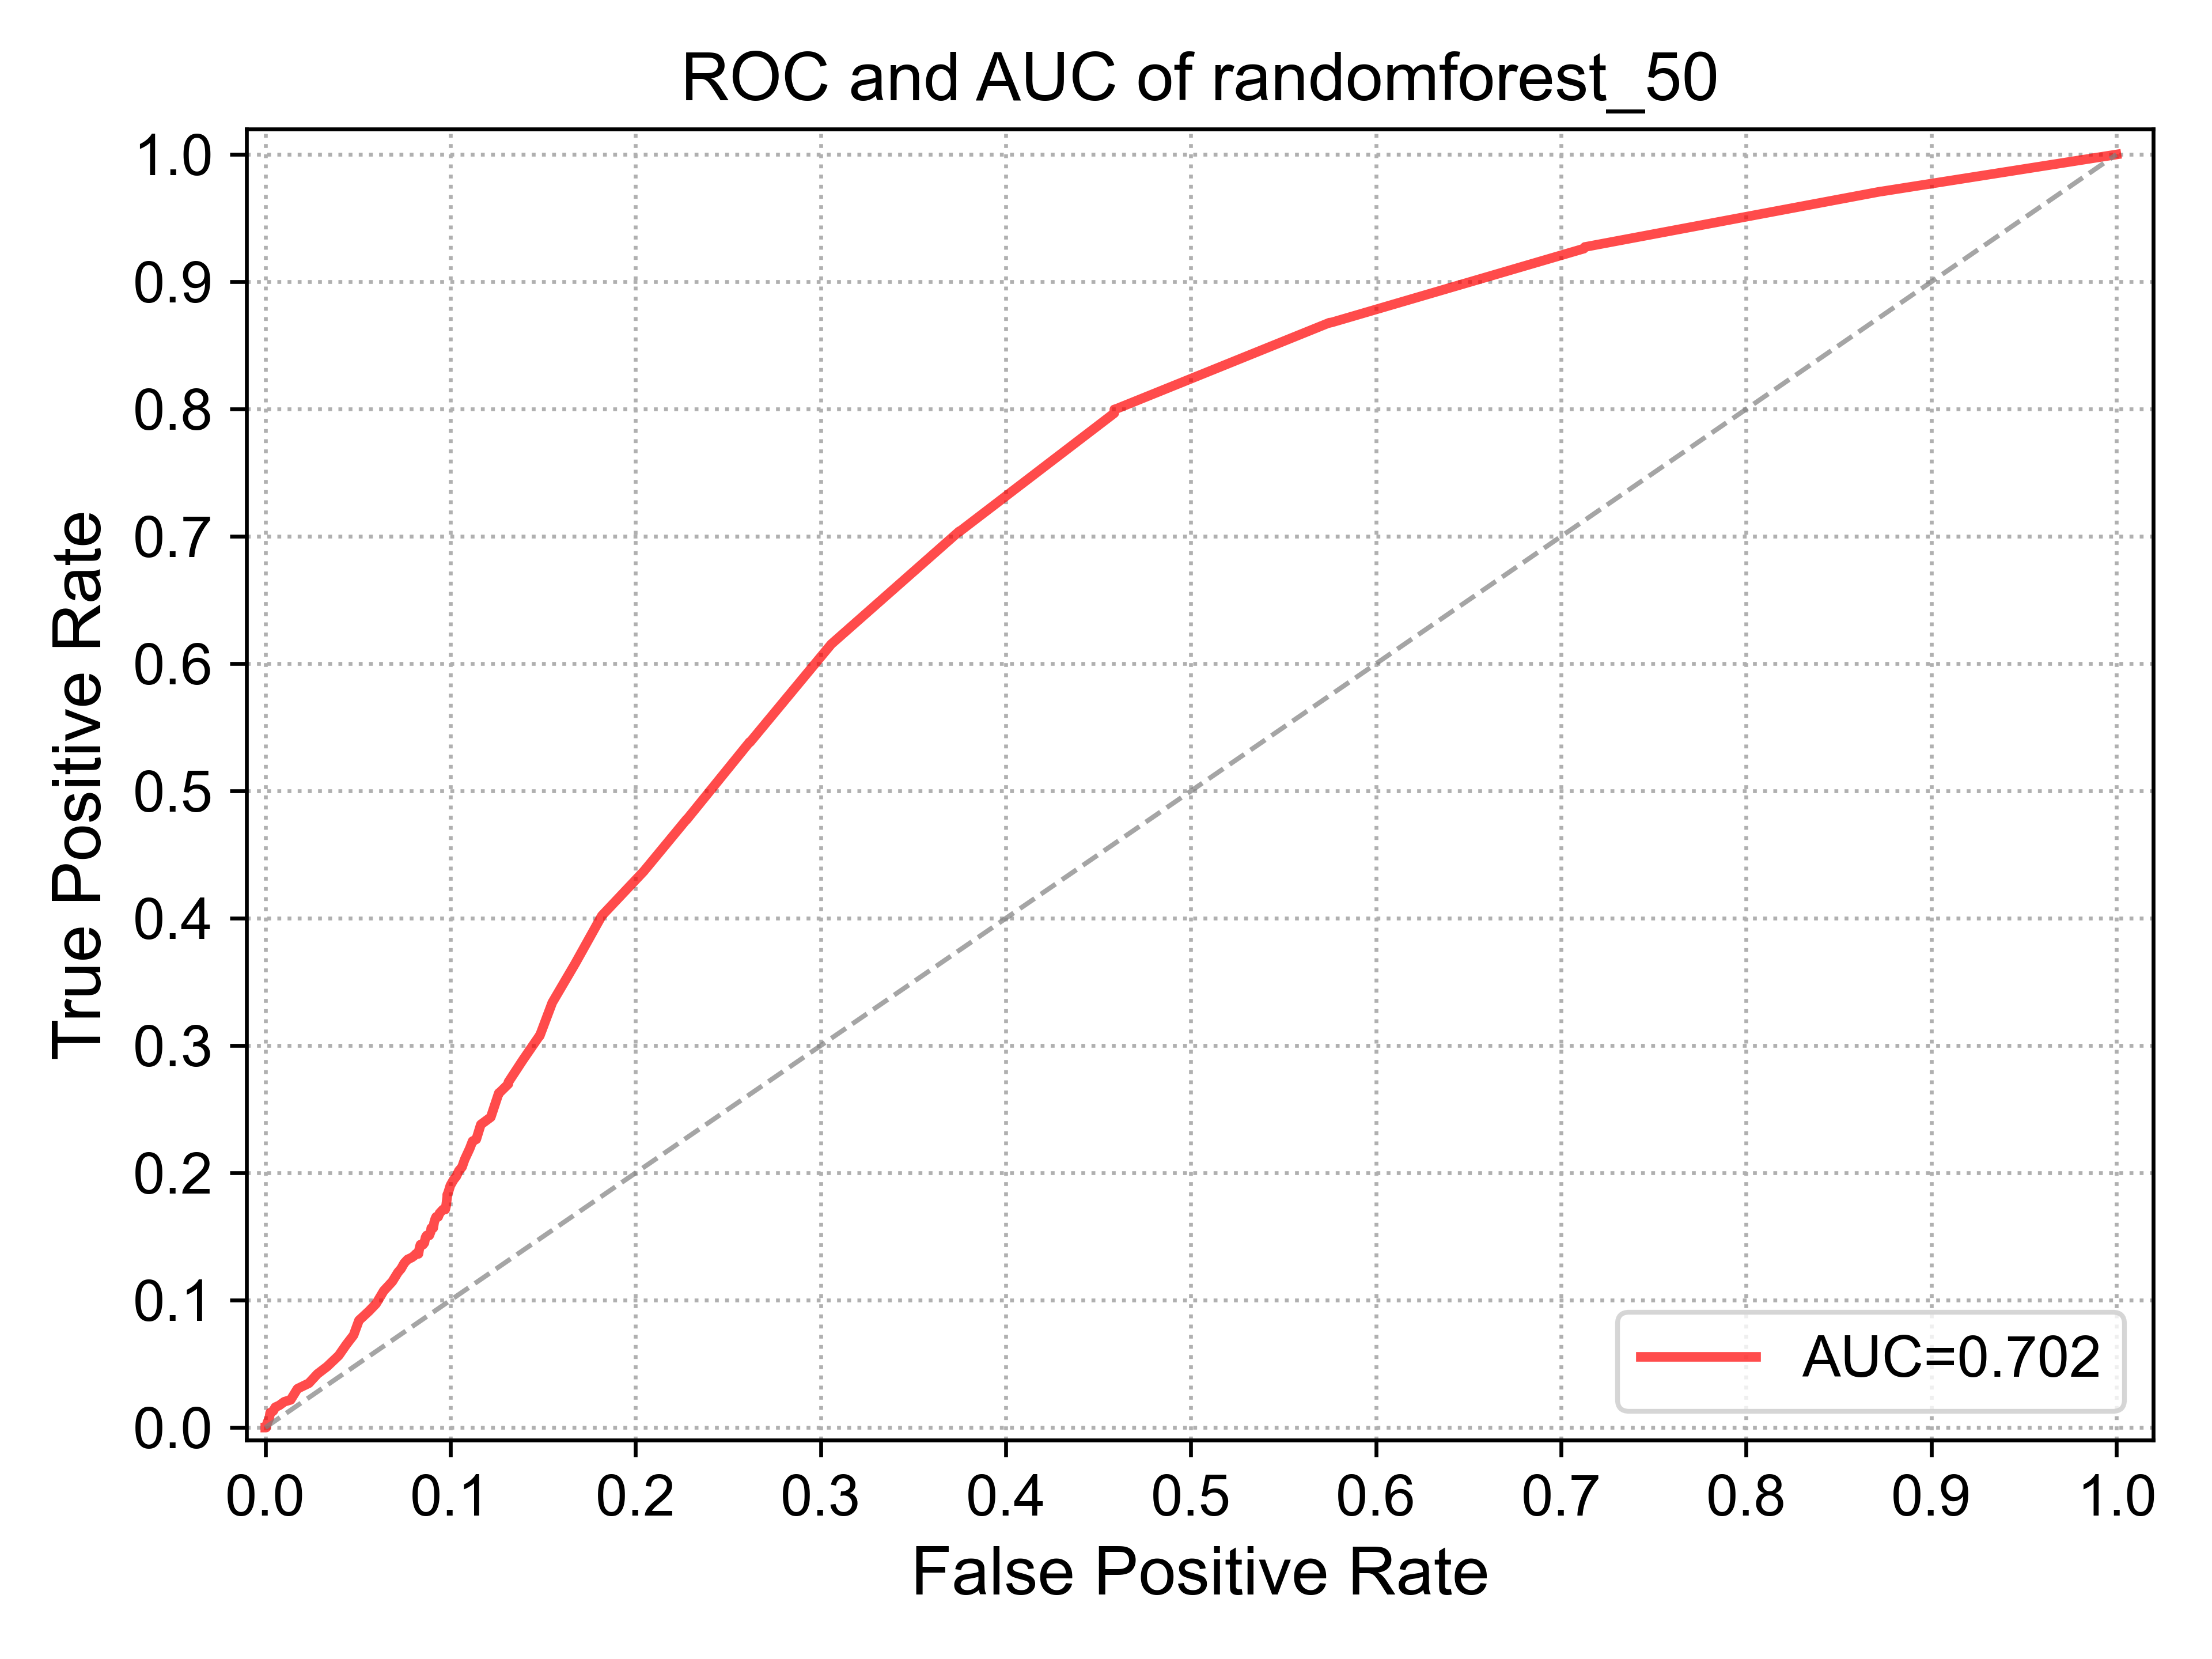 ROC and AUC of randomforest_50
1.0
0.9
0.8
0.7
0.6
0.5
0.4
0.3
0.2
0.1
0.0
True Positive Rate
AUC=0.702
0.0 0.1 0.2 0.3 0.4 0.5 0.6 0.7 0.8 0.9 1.0
False Positive Rate